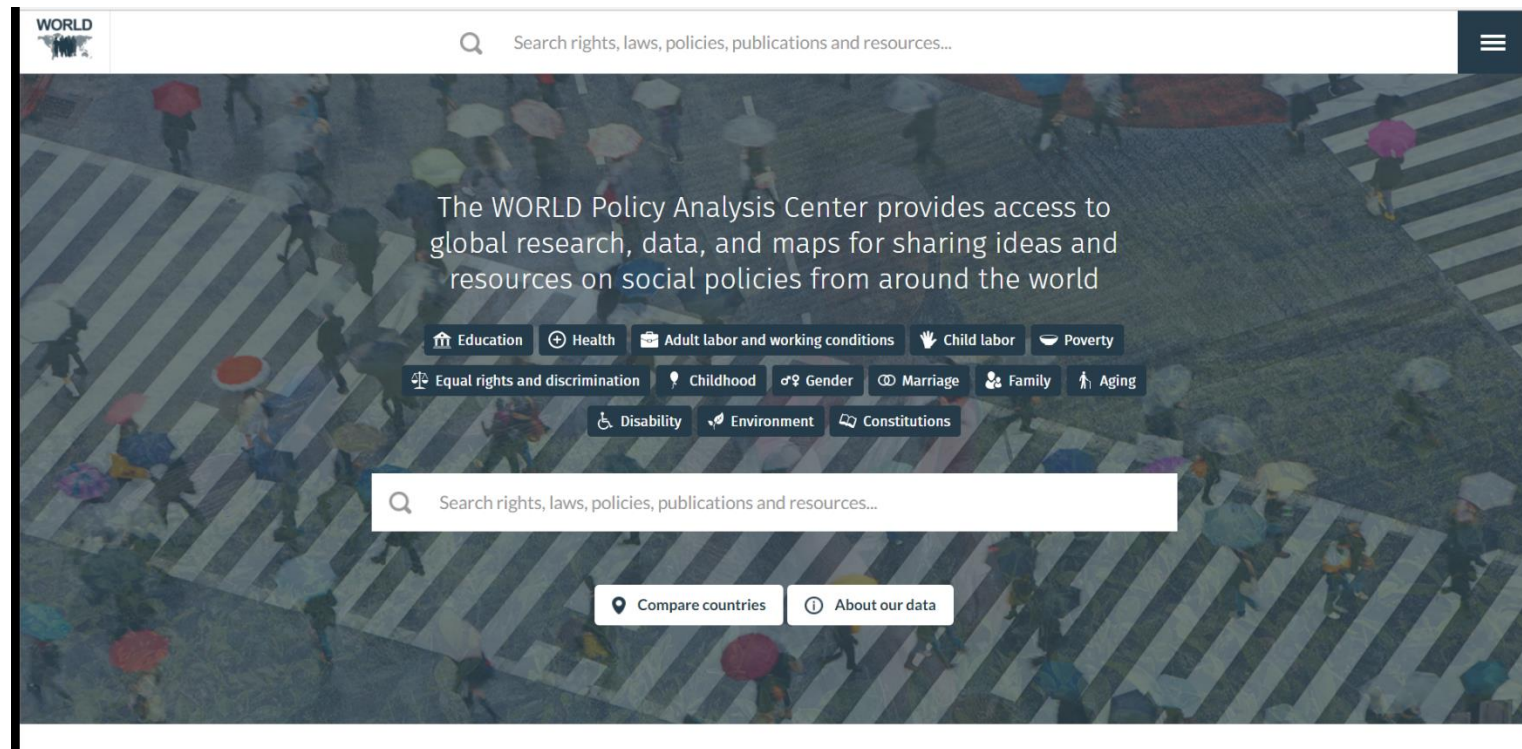 WORLD
Search rights, laws, policies, publications and resources...
The WORLD Policy Analysis Center provides access to
global research, data, and maps for sharing ideas and
resources on social policies from around the world
Education Health Adult labor and working conditions Child labor Poverty
Equal rights and discrimination Childhood Gender Marriage Family Aging
Disability Environment Constitutions
Search rights, laws, policies, publications and resources...
Compare countries About our data